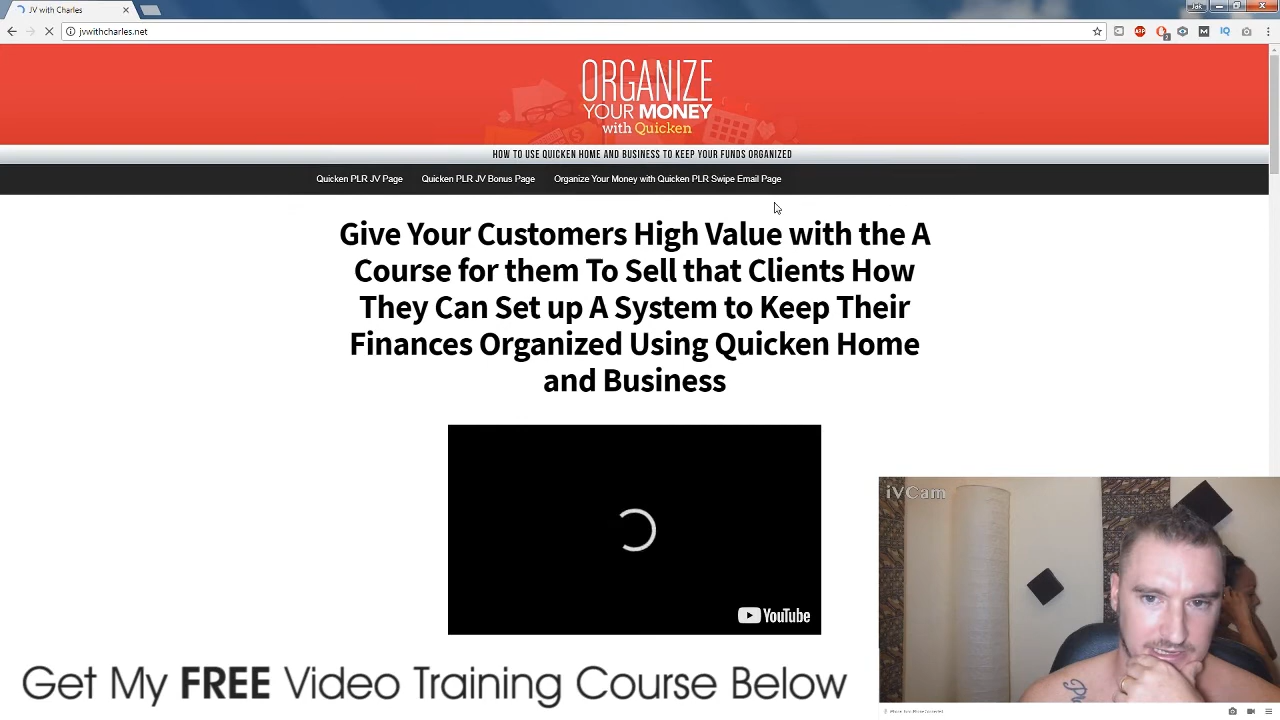 JV with Charles
Jak
jvwithcharles.net
ABP
2
M
IQ
ORGANIZE
YOUR MONEY
with Quicken
HOW TO USE QUICKEN HOME AND BUSINESS TO KEEP YOUR FUNDS ORGANIZED
Quicken PLR JV Page
Quicken PLR JV Bonus Page
Organize Your Money with Quicken PLR Swipe Email Page
Give Your Customers High Value with the A
Course for them To Sell that Clients How
They Can Set up A System to Keep Their
Finances Organized Using Quicken Home
and Business
YouTube
iVCam
Get My FREE Video Training Course Below